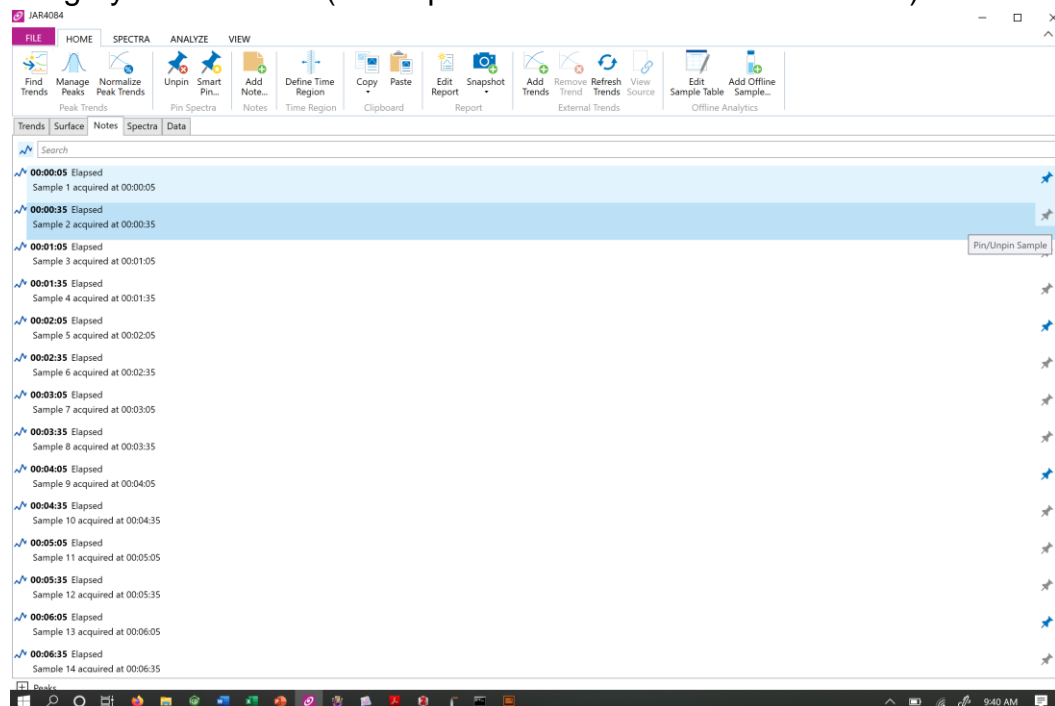 JAR4084
FILE HOME SPECTRA ANALYZE VIEW
Find Trends Manage Peaks Normalize Peak Trends Unpin Smart Pin... Add Note... Define Time Region Copy Paste Edit Report Snapshot Add Trends Remove Trend Refresh Trends View Source Edit Sample Table Add Offline Sample...
Peak Trends Pin Spectra Notes Time Region Clipboard Report External Trends Offline Analytics
Trends Surface Notes Spectra Data
Search
00:00:05 Elapsed
Sample 1 acquired at 00:00:05
00:00:35 Elapsed
Sample 2 acquired at 00:00:35
Pin/Unpin Sample
00:01:05 Elapsed
Sample 3 acquired at 00:01:05
00:01:35 Elapsed
Sample 4 acquired at 00:01:35
00:02:05 Elapsed
Sample 5 acquired at 00:02:05
00:02:35 Elapsed
Sample 6 acquired at 00:02:35
00:03:05 Elapsed
Sample 7 acquired at 00:03:05
00:03:35 Elapsed
Sample 8 acquired at 00:03:35
00:04:05 Elapsed
Sample 9 acquired at 00:04:05
00:04:35 Elapsed
Sample 10 acquired at 00:04:35
00:05:05 Elapsed
Sample 11 acquired at 00:05:05
00:05:35 Elapsed
Sample 12 acquired at 00:05:35
00:06:05 Elapsed
Sample 13 acquired at 00:06:05
00:06:35 Elapsed
Sample 14 acquired at 00:06:35
Peaks
9:40 AM